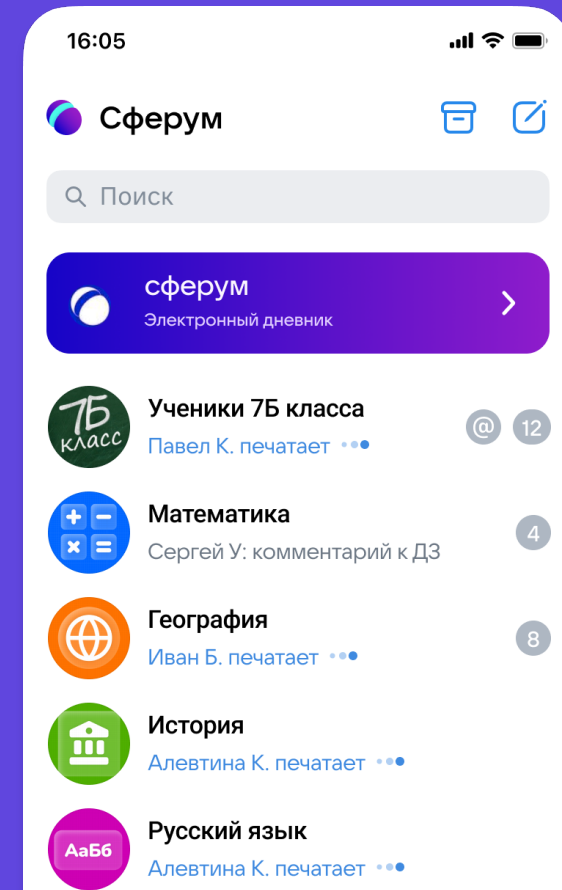 16:05
Сферум
Поиск
сферум
Электронный дневник
7Б
класс
Ученики 7Б класса
Павел К. печатает
@ 12
Математика
Сергей У: комментарий к ДЗ
4
География
Иван Б. печатает
8
История
Алевтина К. печатает
АаБб
Русский язык
Алевтина К. печатает